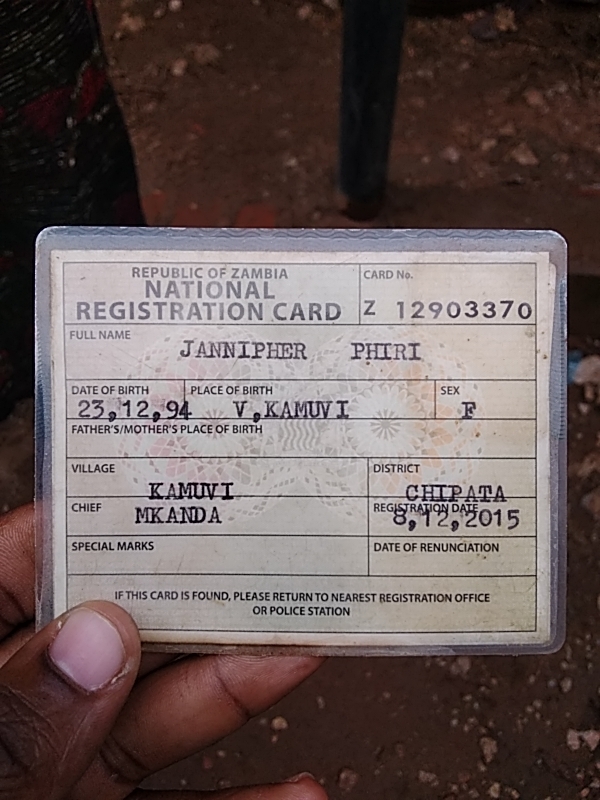 REPUBLIC OF ZAMBIA
NATIONAL
REGISTRATION CARD
CARD No.
Z 12903370
FULL NAME
JANNIPHER PHIRI
DATE OF BIRTH
23,12,94
PLACE OF BIRTH
V,KAMUVI
SEX
F
FATHER'S/MOTHER'S PLACE OF BIRTH
VILLAGE
KAMUVI
DISTRICT
CHIPATA
CHIEF
MKANDA
REGISTRATION DATE
8,12,2015
SPECIAL MARKS
DATE OF RENUNCIATION
IF THIS CARD IS FOUND, PLEASE RETURN TO NEAREST REGISTRATION OFFICE
OR POLICE STATION